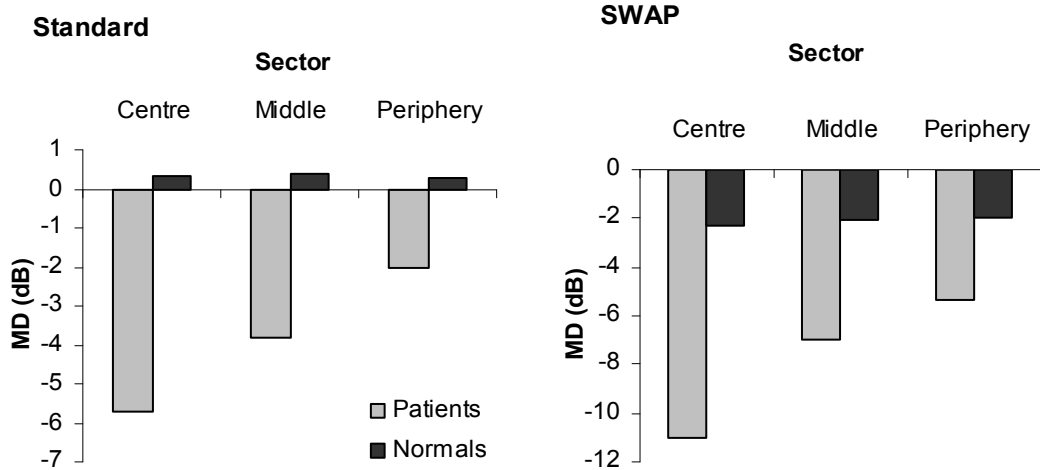 Standard
Sector
Centre Middle Periphery
1
0
-1
-2
-3
-4
-5
-6
-7
MD (dB)
Patients
Normals
SWAP
Sector
Centre Middle Periphery
0
-2
-4
-6
-8
-10
-12
MD (dB)